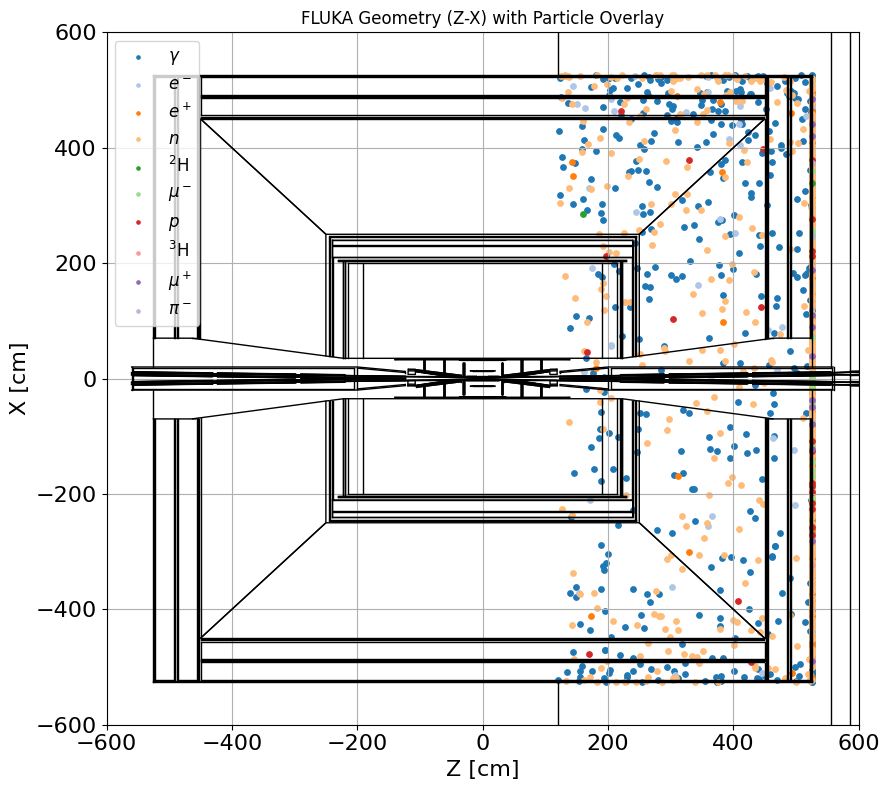 FLUKA Geometry (Z-X) with Particle Overlay
600
400
200
0
−200
−400
−600
X [cm]
γ
e⁻
e⁺
n
²H
μ⁻
p
³H
μ⁺
π⁻
−600 −400 −200 0 200 400 600
Z [cm]